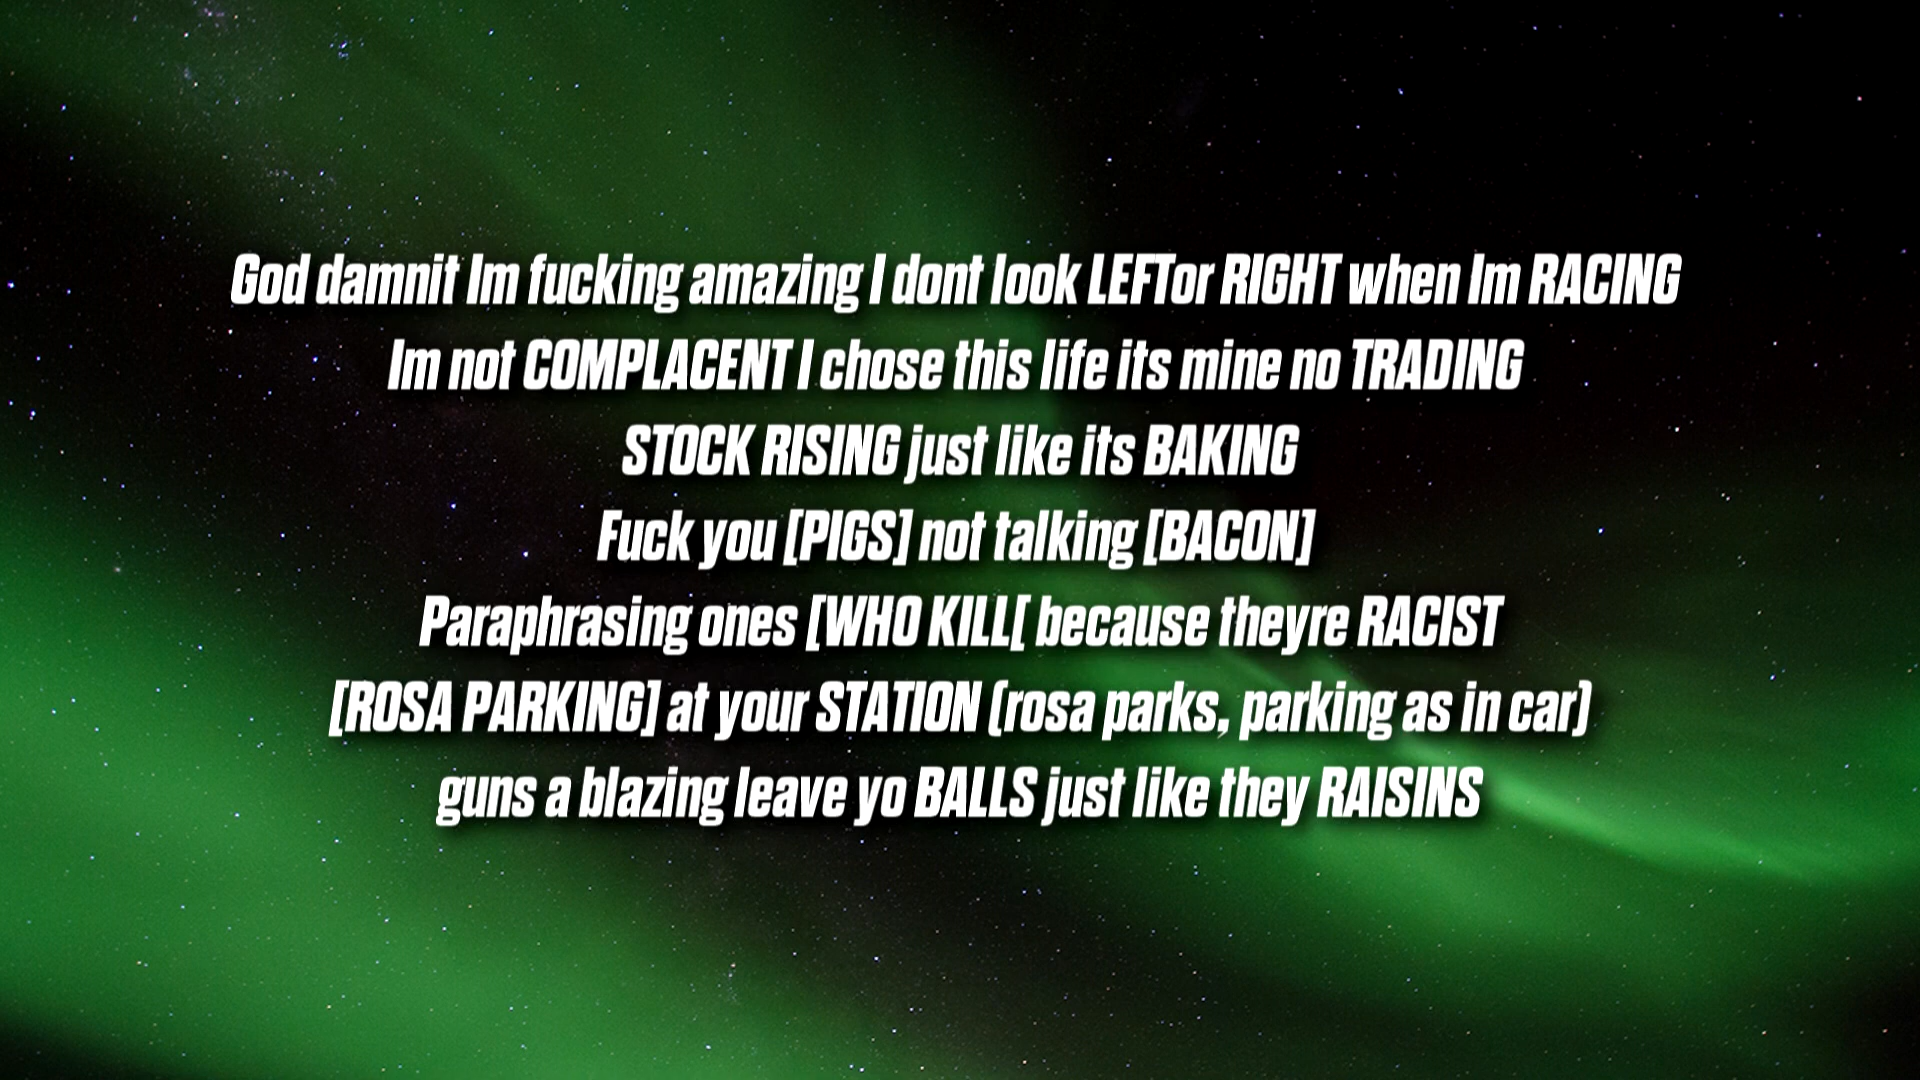 God damnit Im fucking amazing I dont look LEFTor RIGHT when Im RACING
Im not COMPLACENT I chose this life its mine no TRADING
STOCK RISING just like its BAKING
Fuck you [PIGS] not talking [BACON]
Paraphrasing ones [WHO KILL[ because theyre RACIST
[ROSA PARKING] at your STATION (rosa parks, parking as in car)
guns a blazing leave yo BALLS just like they RAISINS